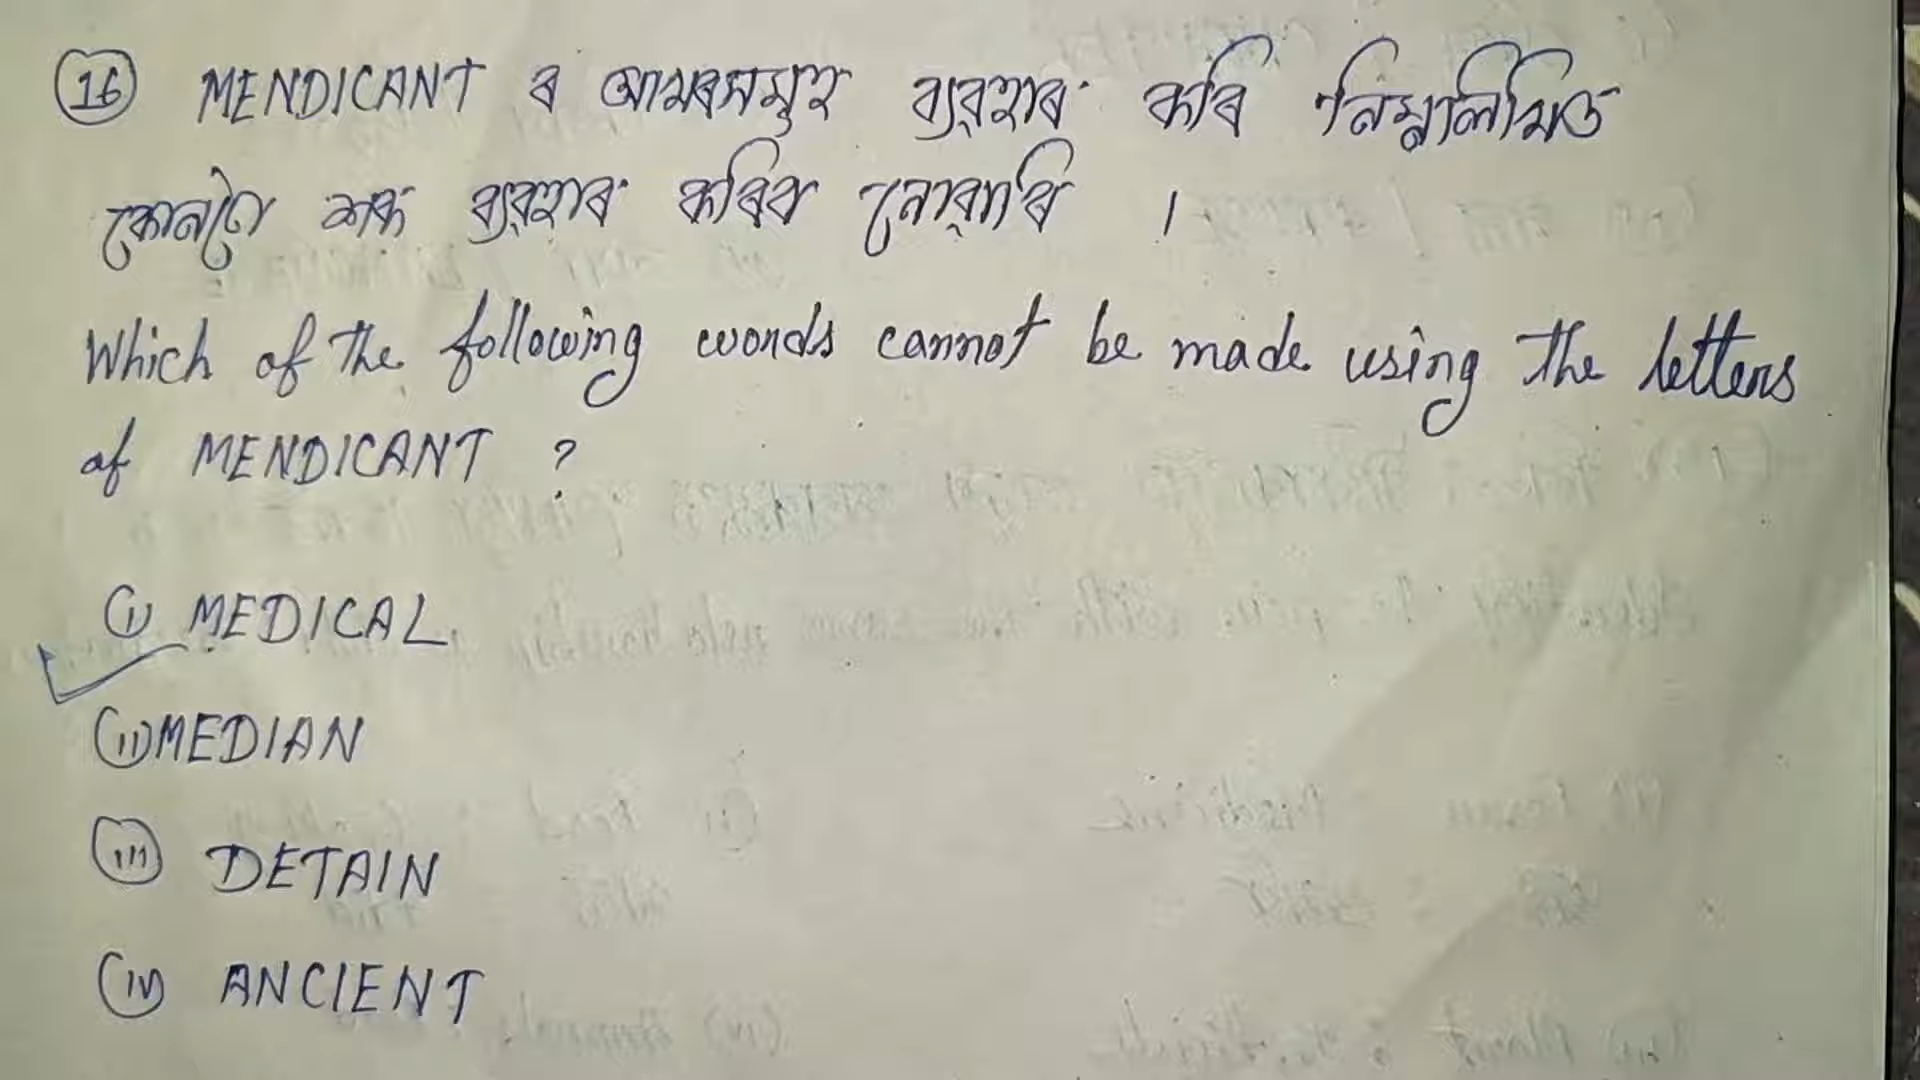 16 MENDICANT ৰ আখৰসমূহ ব্যৱহাৰ কৰি নিম্নলিখিত
কোনটো শব্দ ব্যৱহাৰ কৰিব নোৱাৰি ।
Which of the following words cannot be made using the letters
of MENDICANT ?
(i) MEDICAL
(ii) MEDIAN
(iii) DETAIN
(iv) ANCIENT